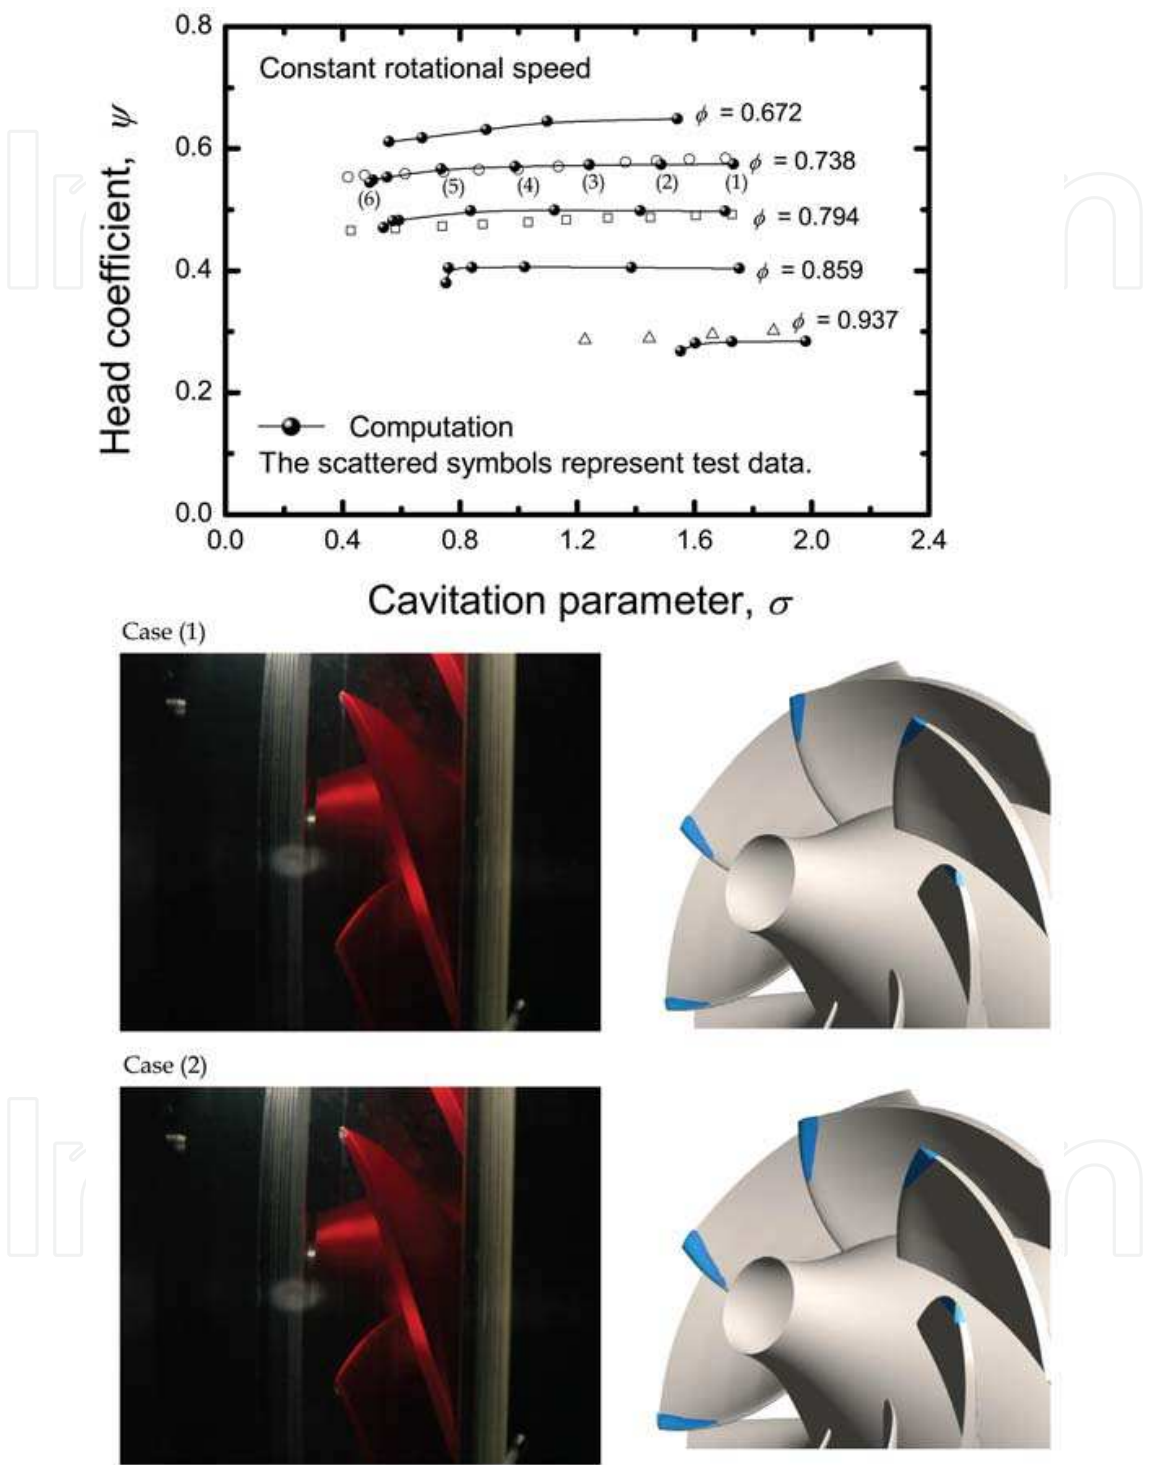 0.8
Constant rotational speed
ϕ = 0.672
0.6
ϕ = 0.738
(6) (5) (4) (3) (2) (1)
ϕ = 0.794
0.4
ϕ = 0.859
ϕ = 0.937
0.2
Computation
The scattered symbols represent test data.
0.0
Head coefficient, ψ
0.0 0.4 0.8 1.2 1.6 2.0 2.4
Cavitation parameter, σ
Case (1)
Case (2)